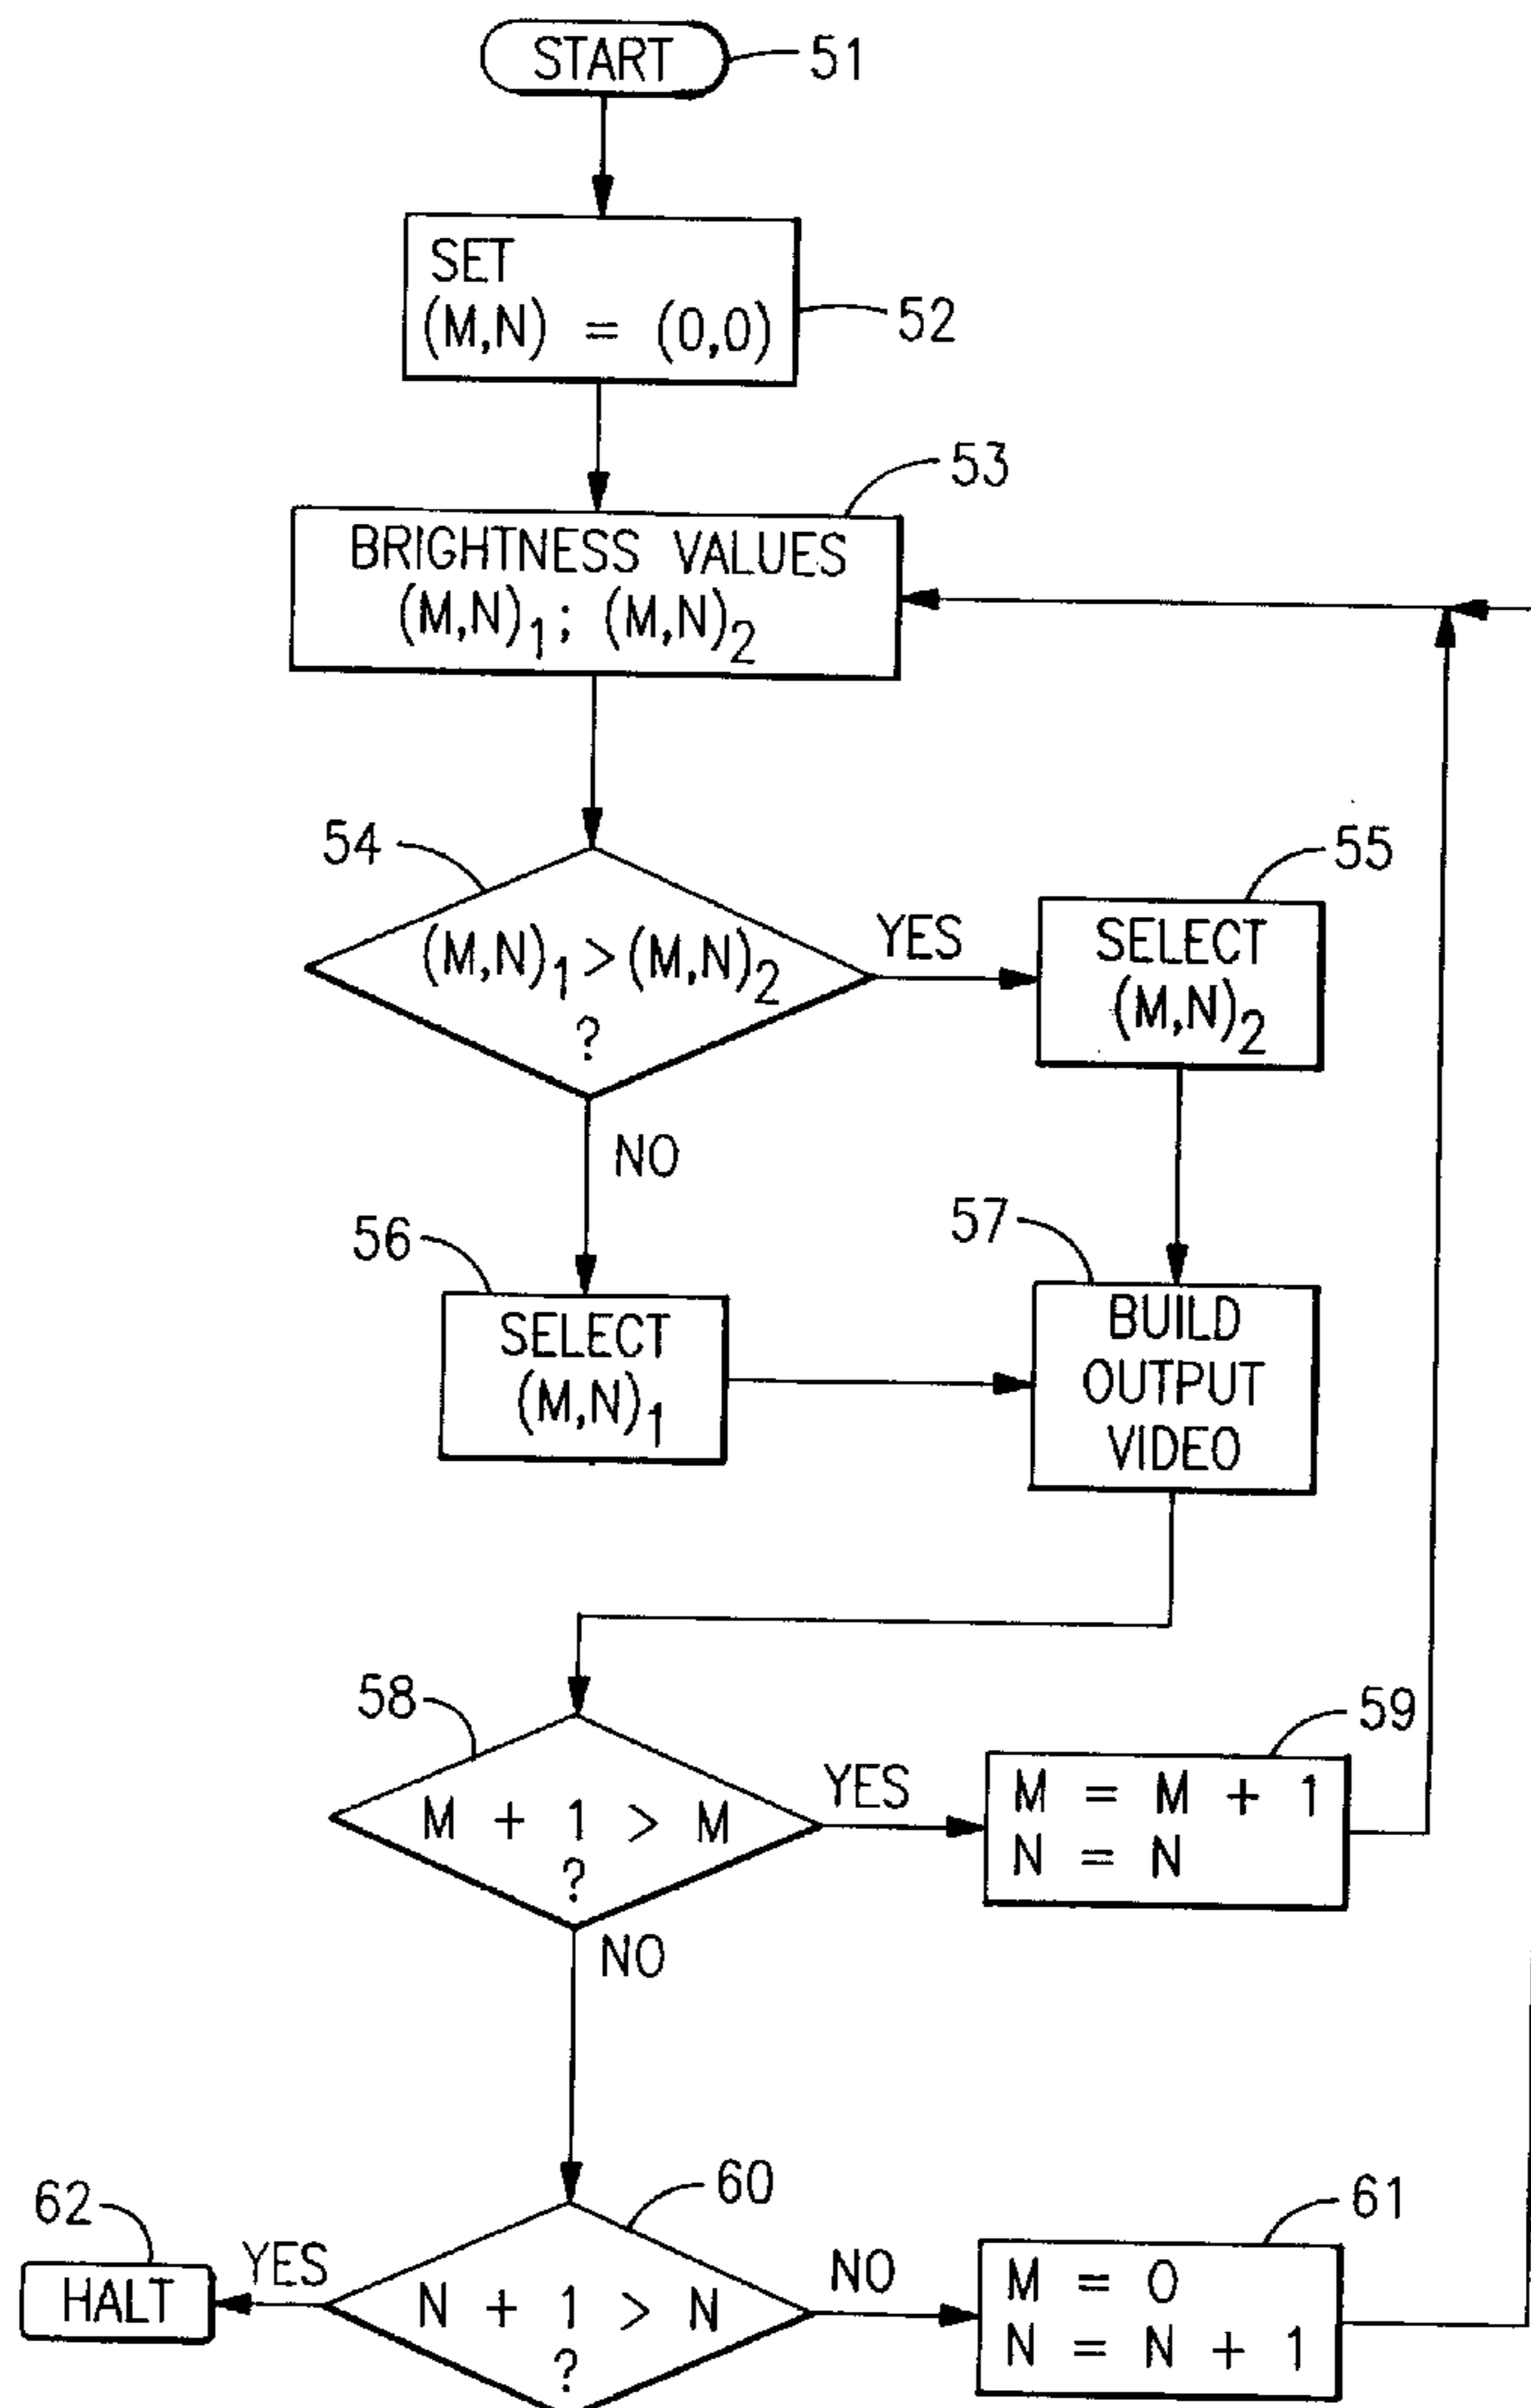 START
51
SET
(M,N) = (0,0)
52
53
BRIGHTNESS VALUES
(M,N)1; (M,N)2
54
(M,N)1 > (M,N)2
?
YES
55
SELECT
(M,N)2
NO
56
SELECT
(M,N)1
57
BUILD
OUTPUT
VIDEO
58
M + 1 > M
?
YES
59
M = M + 1
N = N
NO
60
N + 1 > N
?
YES
62
HALT
NO
61
M = 0
N = N + 1